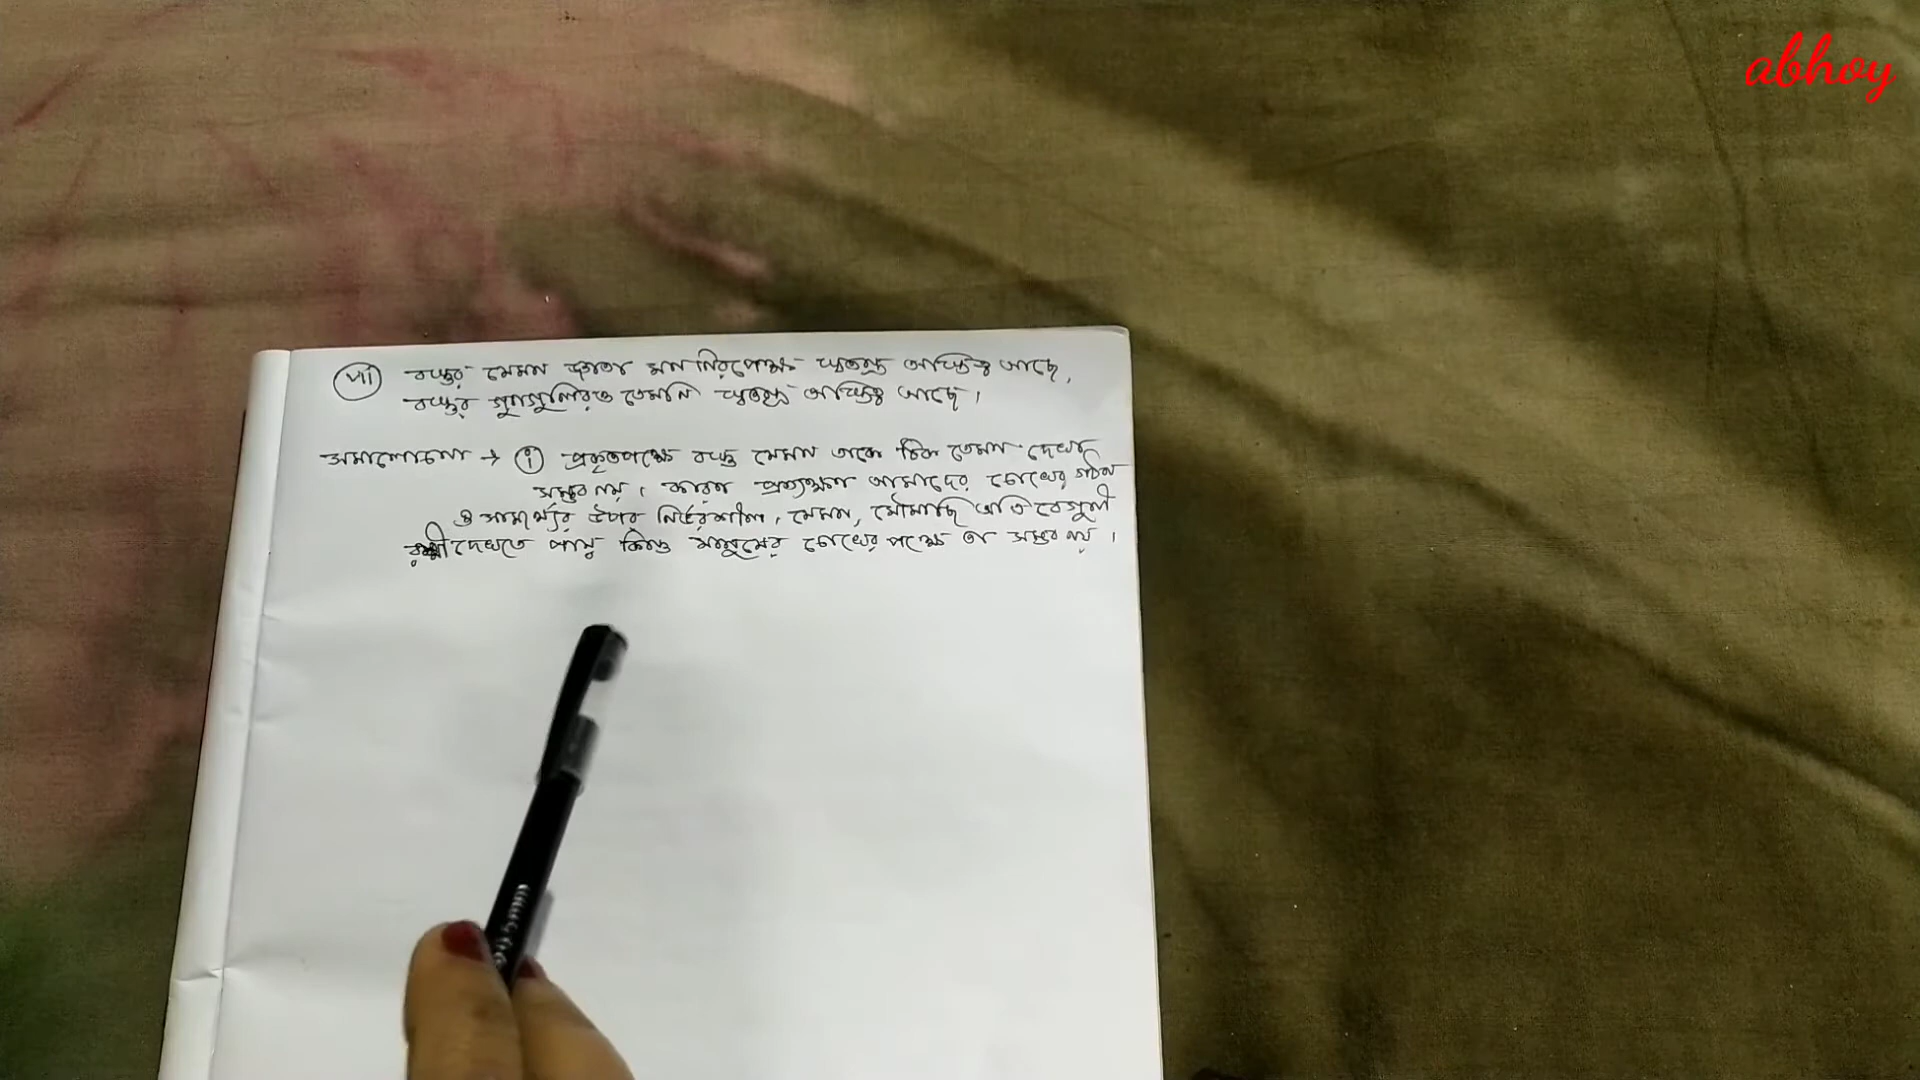 abhoy
vii বস্তুর যেমন জ্ঞাতা মন নিরপেক্ষ স্বতন্ত্র অস্তিত্ব আছে,
বস্তুর গুণগুলিরও তেমনি স্বতন্ত্র অস্তিত্ব আছে।
সমালোচনা → i প্রকৃতপক্ষে বস্তু যেমন তাকে ঠিক তেমন দেখা
সম্ভব নয়। কারণ প্রত্যক্ষণ আমাদের চোখের গঠন
ও সামর্থ্যের উপর নির্ভরশীল। যেমন, মৌমাছি অতি বেগুনী
রশ্মী দেখতে পায় কিন্তু মানুষের চোখের পক্ষে তা সম্ভব নয়।